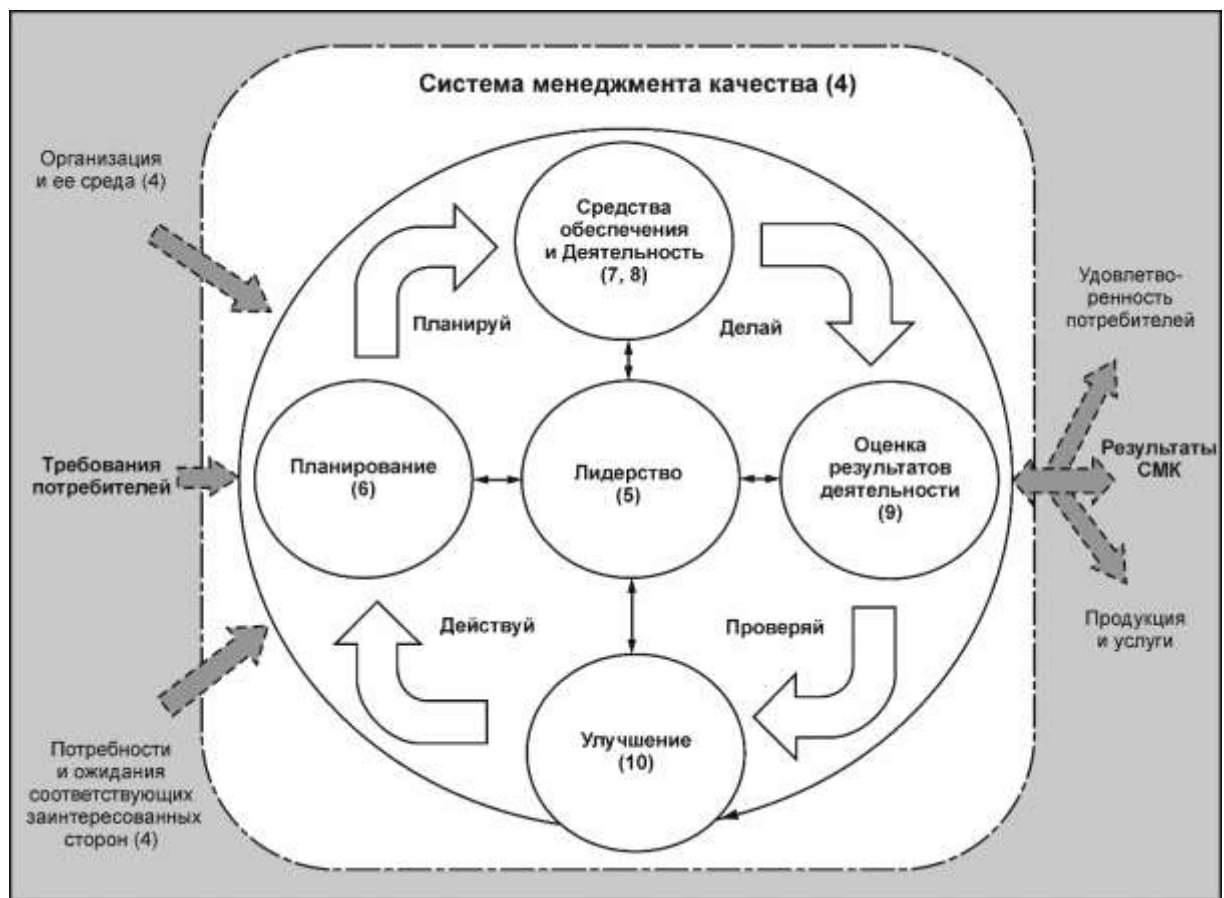 Система менеджмента качества (4)
Организация
и ее среда (4)
Средства
обеспечения
и Деятельность
(7, 8)
Планируй
Делай
Удовлетво-
ренность
потребителей
Требования
потребителей
Планирование
(6)
Лидерство
(5)
Оценка
результатов
деятельности
(9)
Результаты
СМК
Действуй
Проверяй
Продукция
и услуги
Улучшение
(10)
Потребности
и ожидания
соответствующих
заинтересованных
сторон (4)